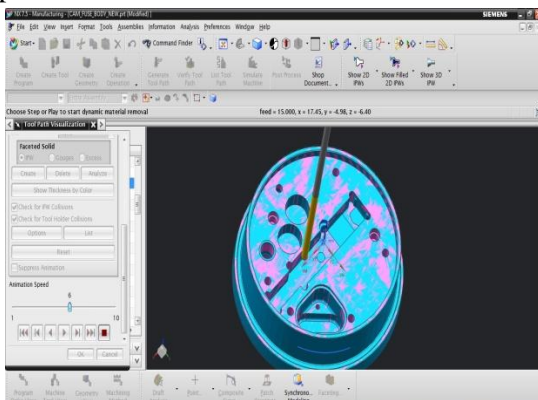 NX 7.5 - Manufacturing - [CAM_FUSE_BODY_NEW.prt (Modified)]
SIEMENS
File Edit View Insert Format Tools Assemblies Information Analysis Preferences Window Help
Start Command Finder
Create Program Create Tool Create Geometry Create Operation Generate Tool Path Verify Tool Path List Tool Path Simulate Machine Post Process Shop Document.. Show 2D IPWs Show Filled 2D IPWs Show 3D IPW
Choose Step or Play to start dynamic material removal
feed = 15.000, x = 17.45, y = -4.98, z = -6.40
Tool Path Visualization
Faceted Solid
IPW Gouges Excess
Create Delete Analyze
Show Thickness by Color
Check for IPW Collisions
Check for Tool Holder Collisions
Options List
Reset
Suppress Animation
Animation Speed
6
1 10
OK Cancel
Program Machine Geometry Machining Draft Point.. Composite Finish Synchrono.. Faceting..
Modeling